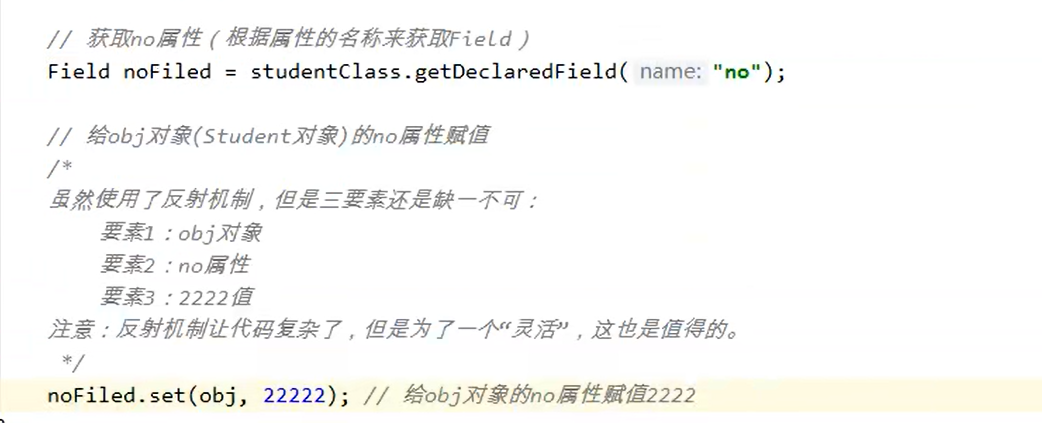 // 获取no属性（根据属性的名称来获取Field）
Field noFiled = studentClass.getDeclaredField( name: "no");
// 给obj对象(Student对象)的no属性赋值
/*
虽然使用了反射机制，但是三要素还是缺一不可：
要素1：obj对象
要素2：no属性
要素3：2222值
注意：反射机制让代码复杂了，但是为了一个“灵活”，这也是值得的。
*/
noFiled.set(obj, 22222); // 给obj对象的no属性赋值2222